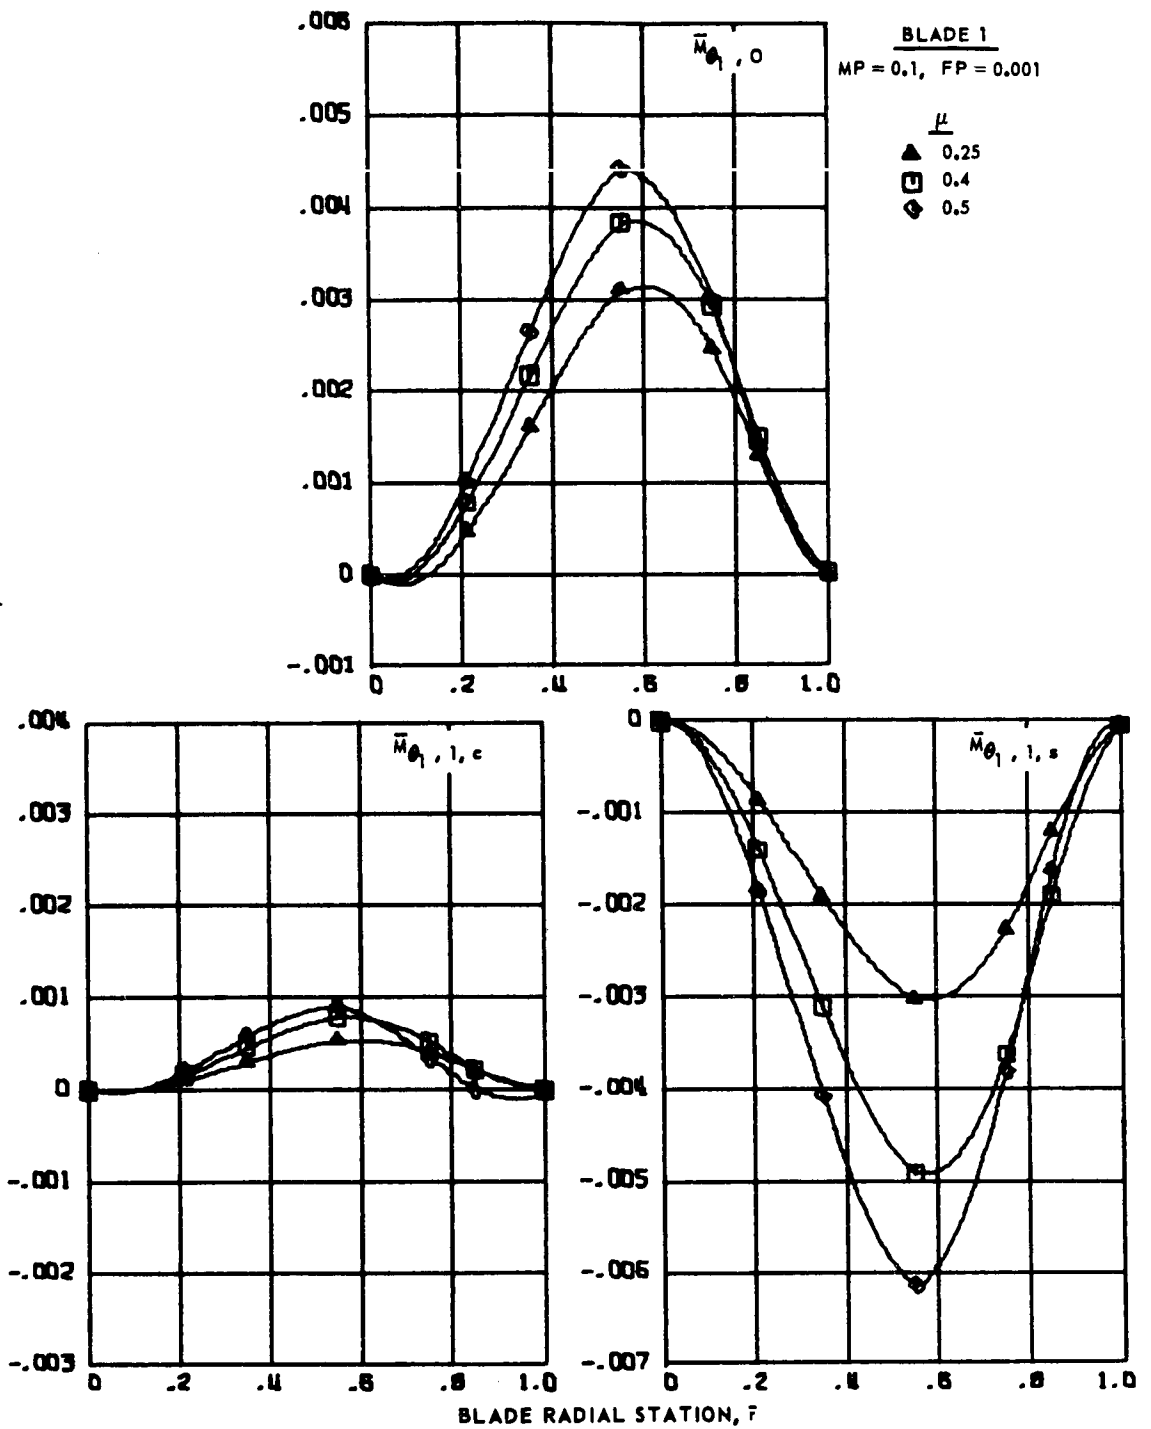 .006
M̄θ₁ , 0
BLADE 1
MP = 0.1, FP = 0.001
.005
μ
0.25
0.4
0.5
.004
.003
.002
.001
0
-.001
0 .2 .4 .6 .8 1.0
.004
M̄θ₁ , 1, c
.003
.002
.001
0
-.001
-.002
-.003
0 .2 .4 .6 .8 1.0
0
M̄θ₁ , 1, s
-.001
-.002
-.003
-.004
-.005
-.006
-.007
0 .2 .4 .6 .8 1.0
BLADE RADIAL STATION, r̄